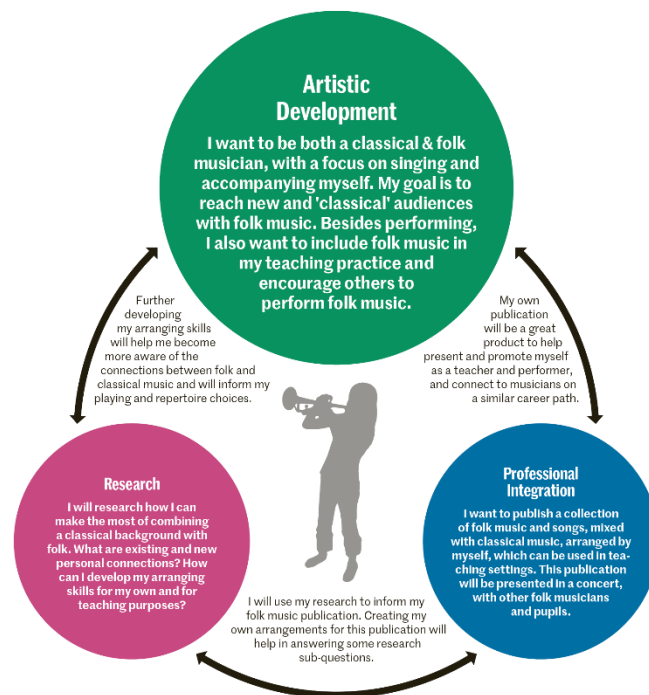 Artistic
Development
I want to be both a classical & folk
musician, with a focus on singing and
accompanying myself. My goal is to
reach new and 'classical' audiences
with folk music. Besides performing,
I also want to include folk music in
my teaching practice and
encourage others to
perform folk music.
Further
developing
my arranging skills
will help me become
more aware of the
connections between folk and
classical music and will inform my
playing and repertoire choices.
My own
publication
will be a great
product to help
present and promote myself
as a teacher and performer,
and connect to musicians on
a similar career path.
Research
I will research how I can
make the most of combining
a classical background with
folk. What are existing and new
personal connections? How
can I develop my arranging
skills for my own and for
teaching purposes?
Professional
Integration
I want to publish a collection
of folk music and songs, mixed
with classical music, arranged by
myself, which can be used in tea-
ching settings. This publication
will be presented in a concert,
with other folk musicians
and pupils.
I will use my research to inform my
folk music publication. Creating my
own arrangements for this publication will
help in answering some research
sub-questions.